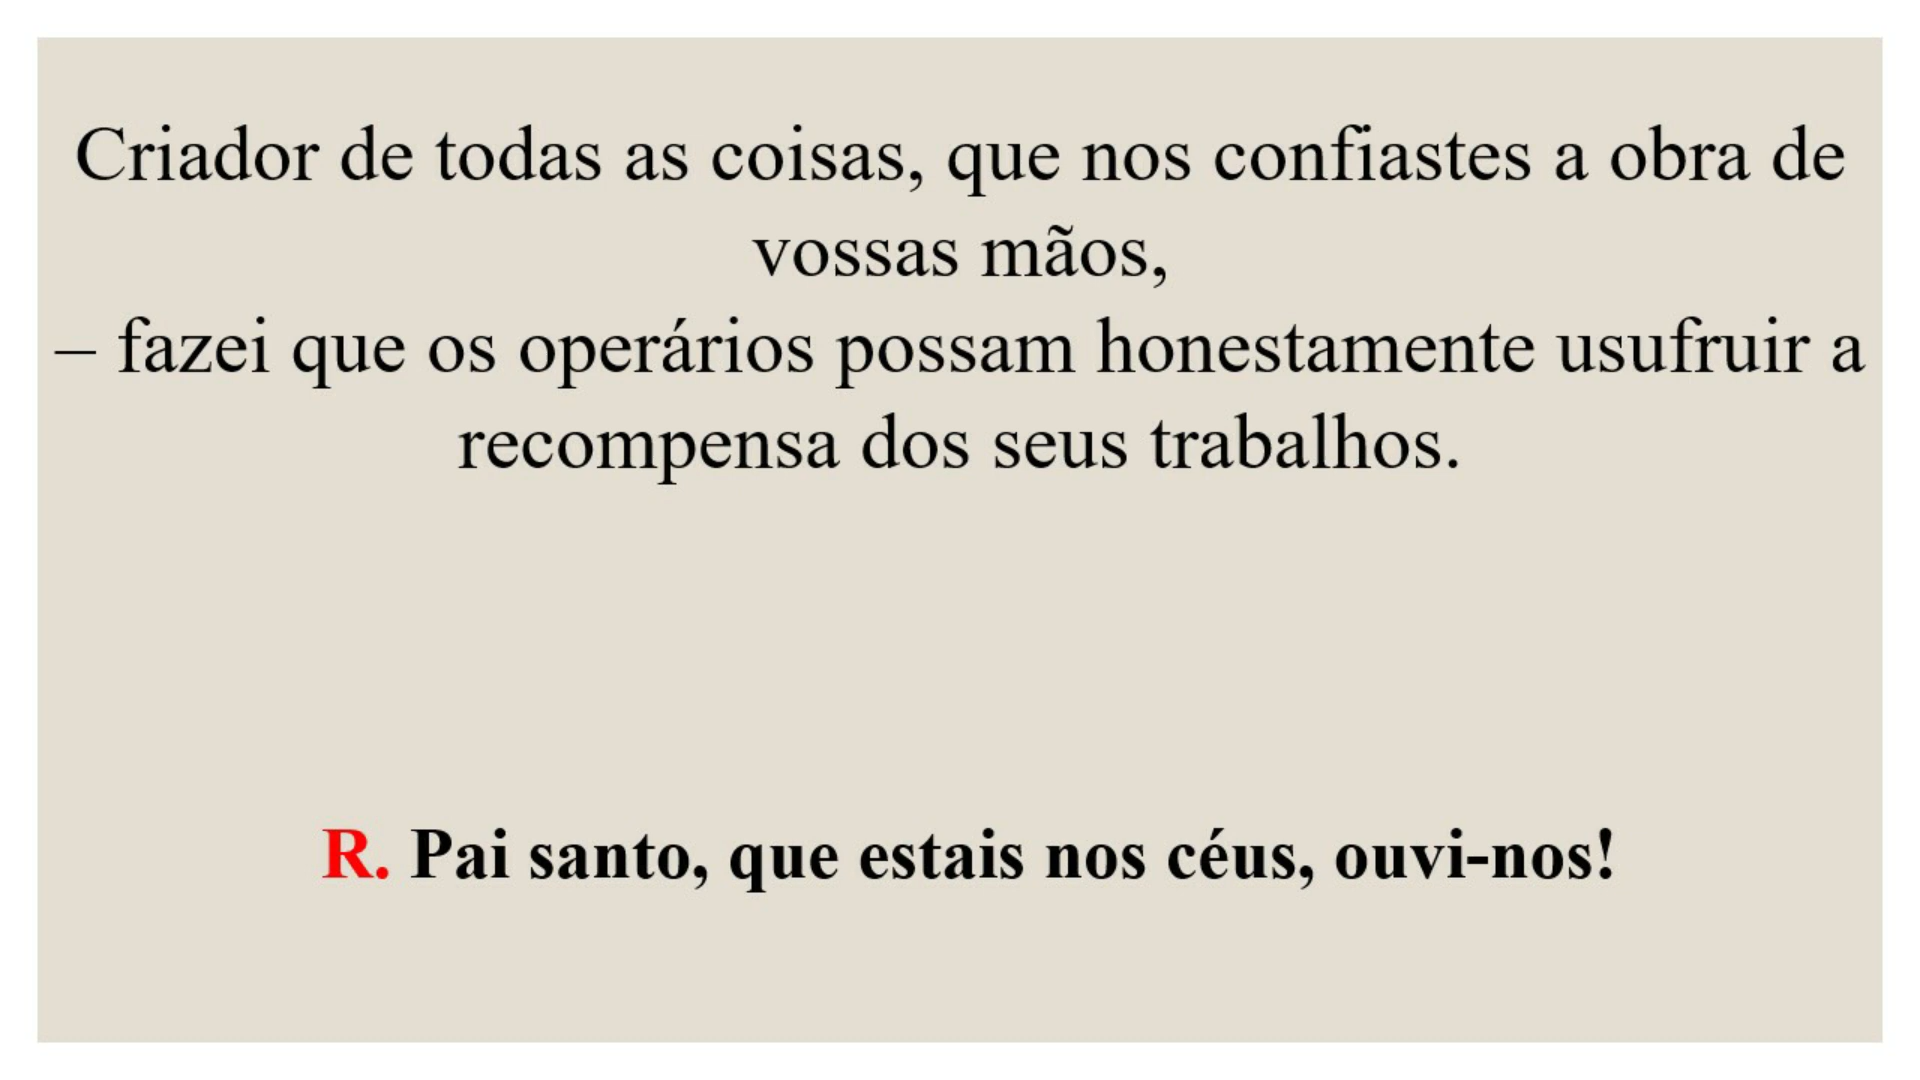 Criador de todas as coisas, que nos confiastes a obra de
vossas mãos,
– fazei que os operários possam honestamente usufruir a
recompensa dos seus trabalhos.
R. Pai santo, que estais nos céus, ouvi-nos!